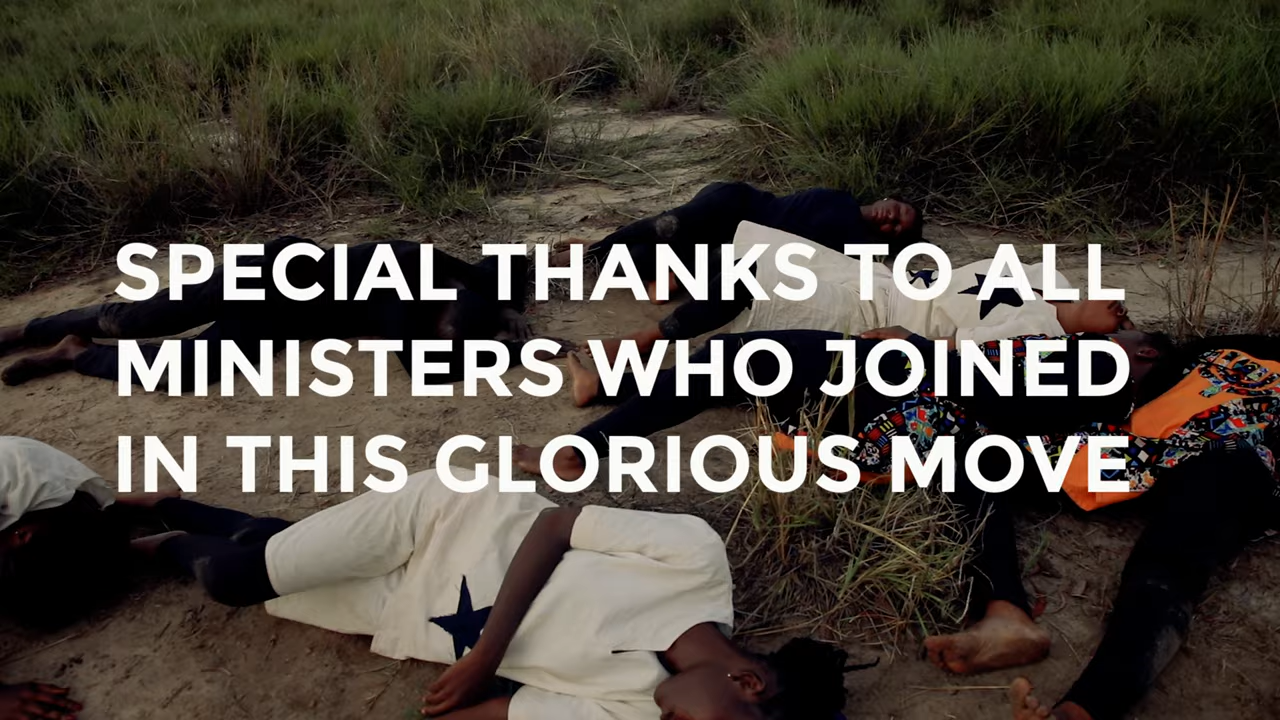 SPECIAL THANKS TO ALL
MINISTERS WHO JOINED
IN THIS GLORIOUS MOVE